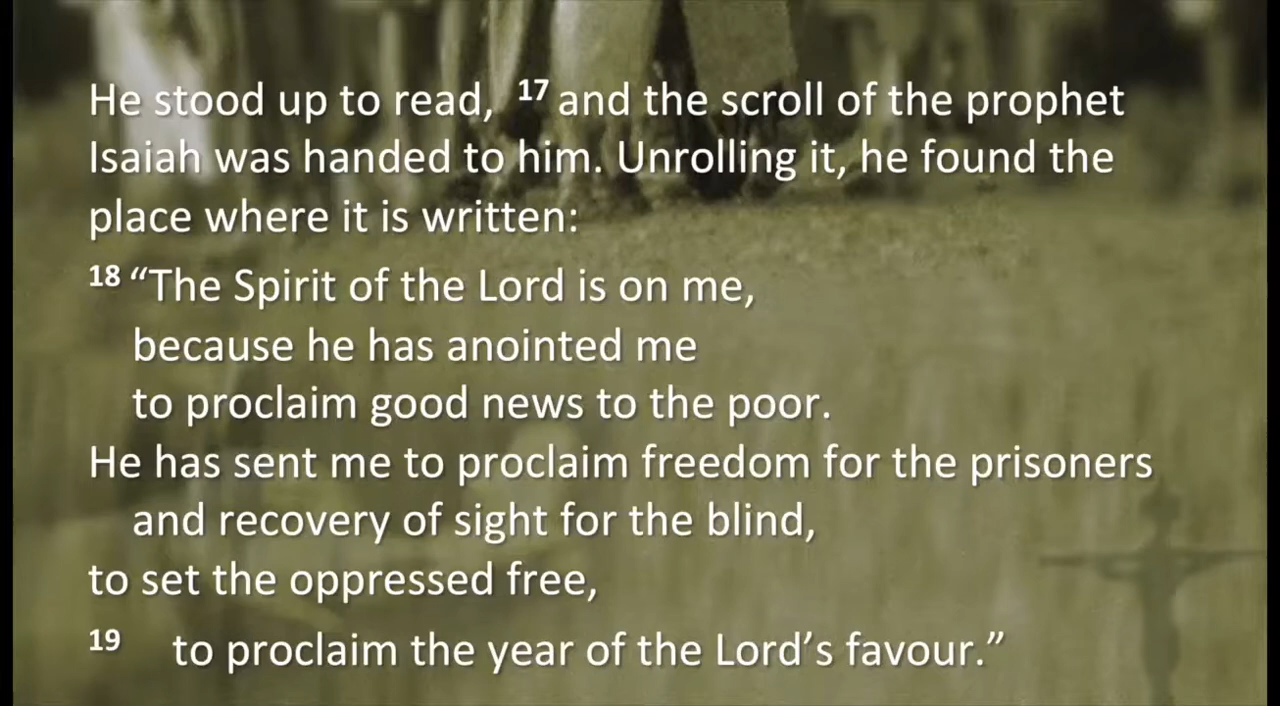 He stood up to read, 17 and the scroll of the prophet
Isaiah was handed to him. Unrolling it, he found the
place where it is written:
18 “The Spirit of the Lord is on me,
because he has anointed me
to proclaim good news to the poor.
He has sent me to proclaim freedom for the prisoners
and recovery of sight for the blind,
to set the oppressed free,
19 to proclaim the year of the Lord’s favour.”